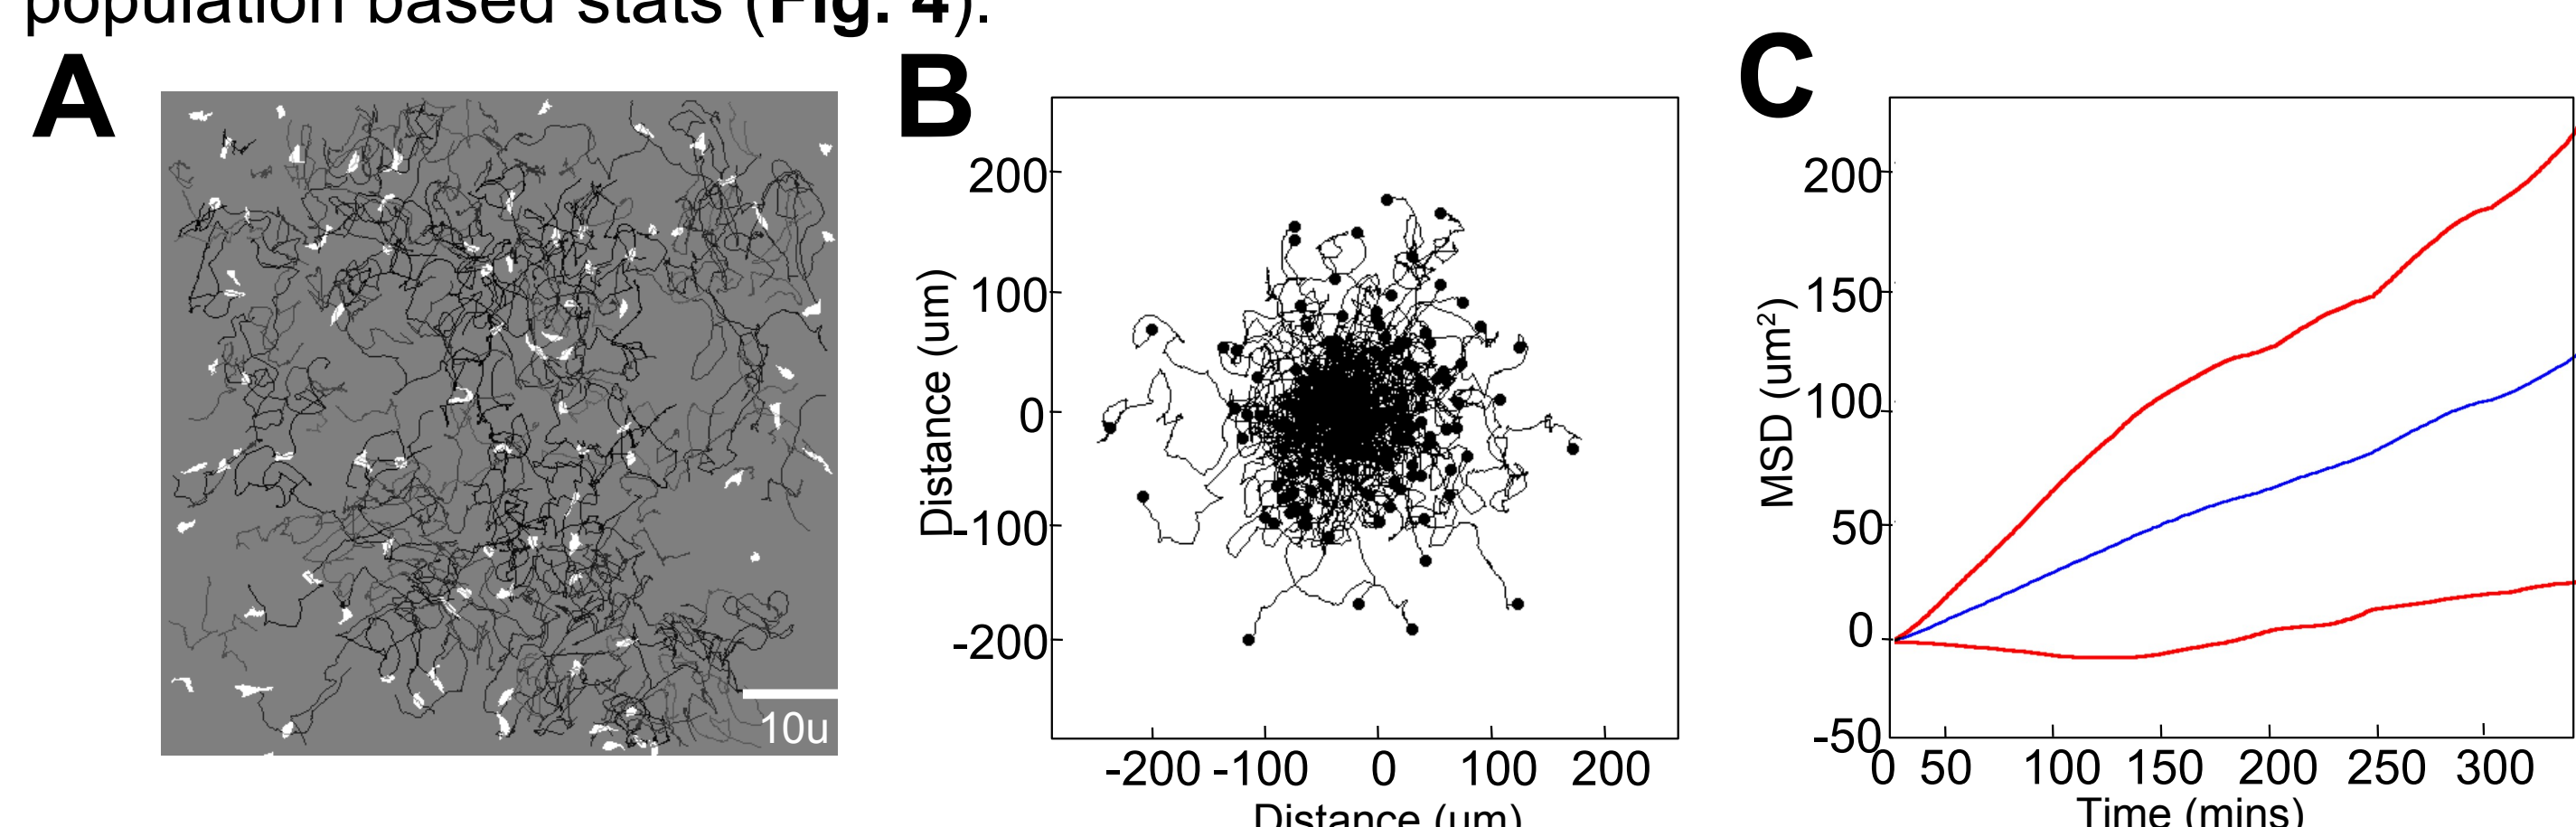 population based stats (Fig. 4).
A
10u
B
200
100
0
-100
-200
Distance (um)
-200 -100 0 100 200
Distance (um)
C
200
150
100
50
0
-50
MSD (um²)
0 50 100 150 200 250 300
Time (mins)